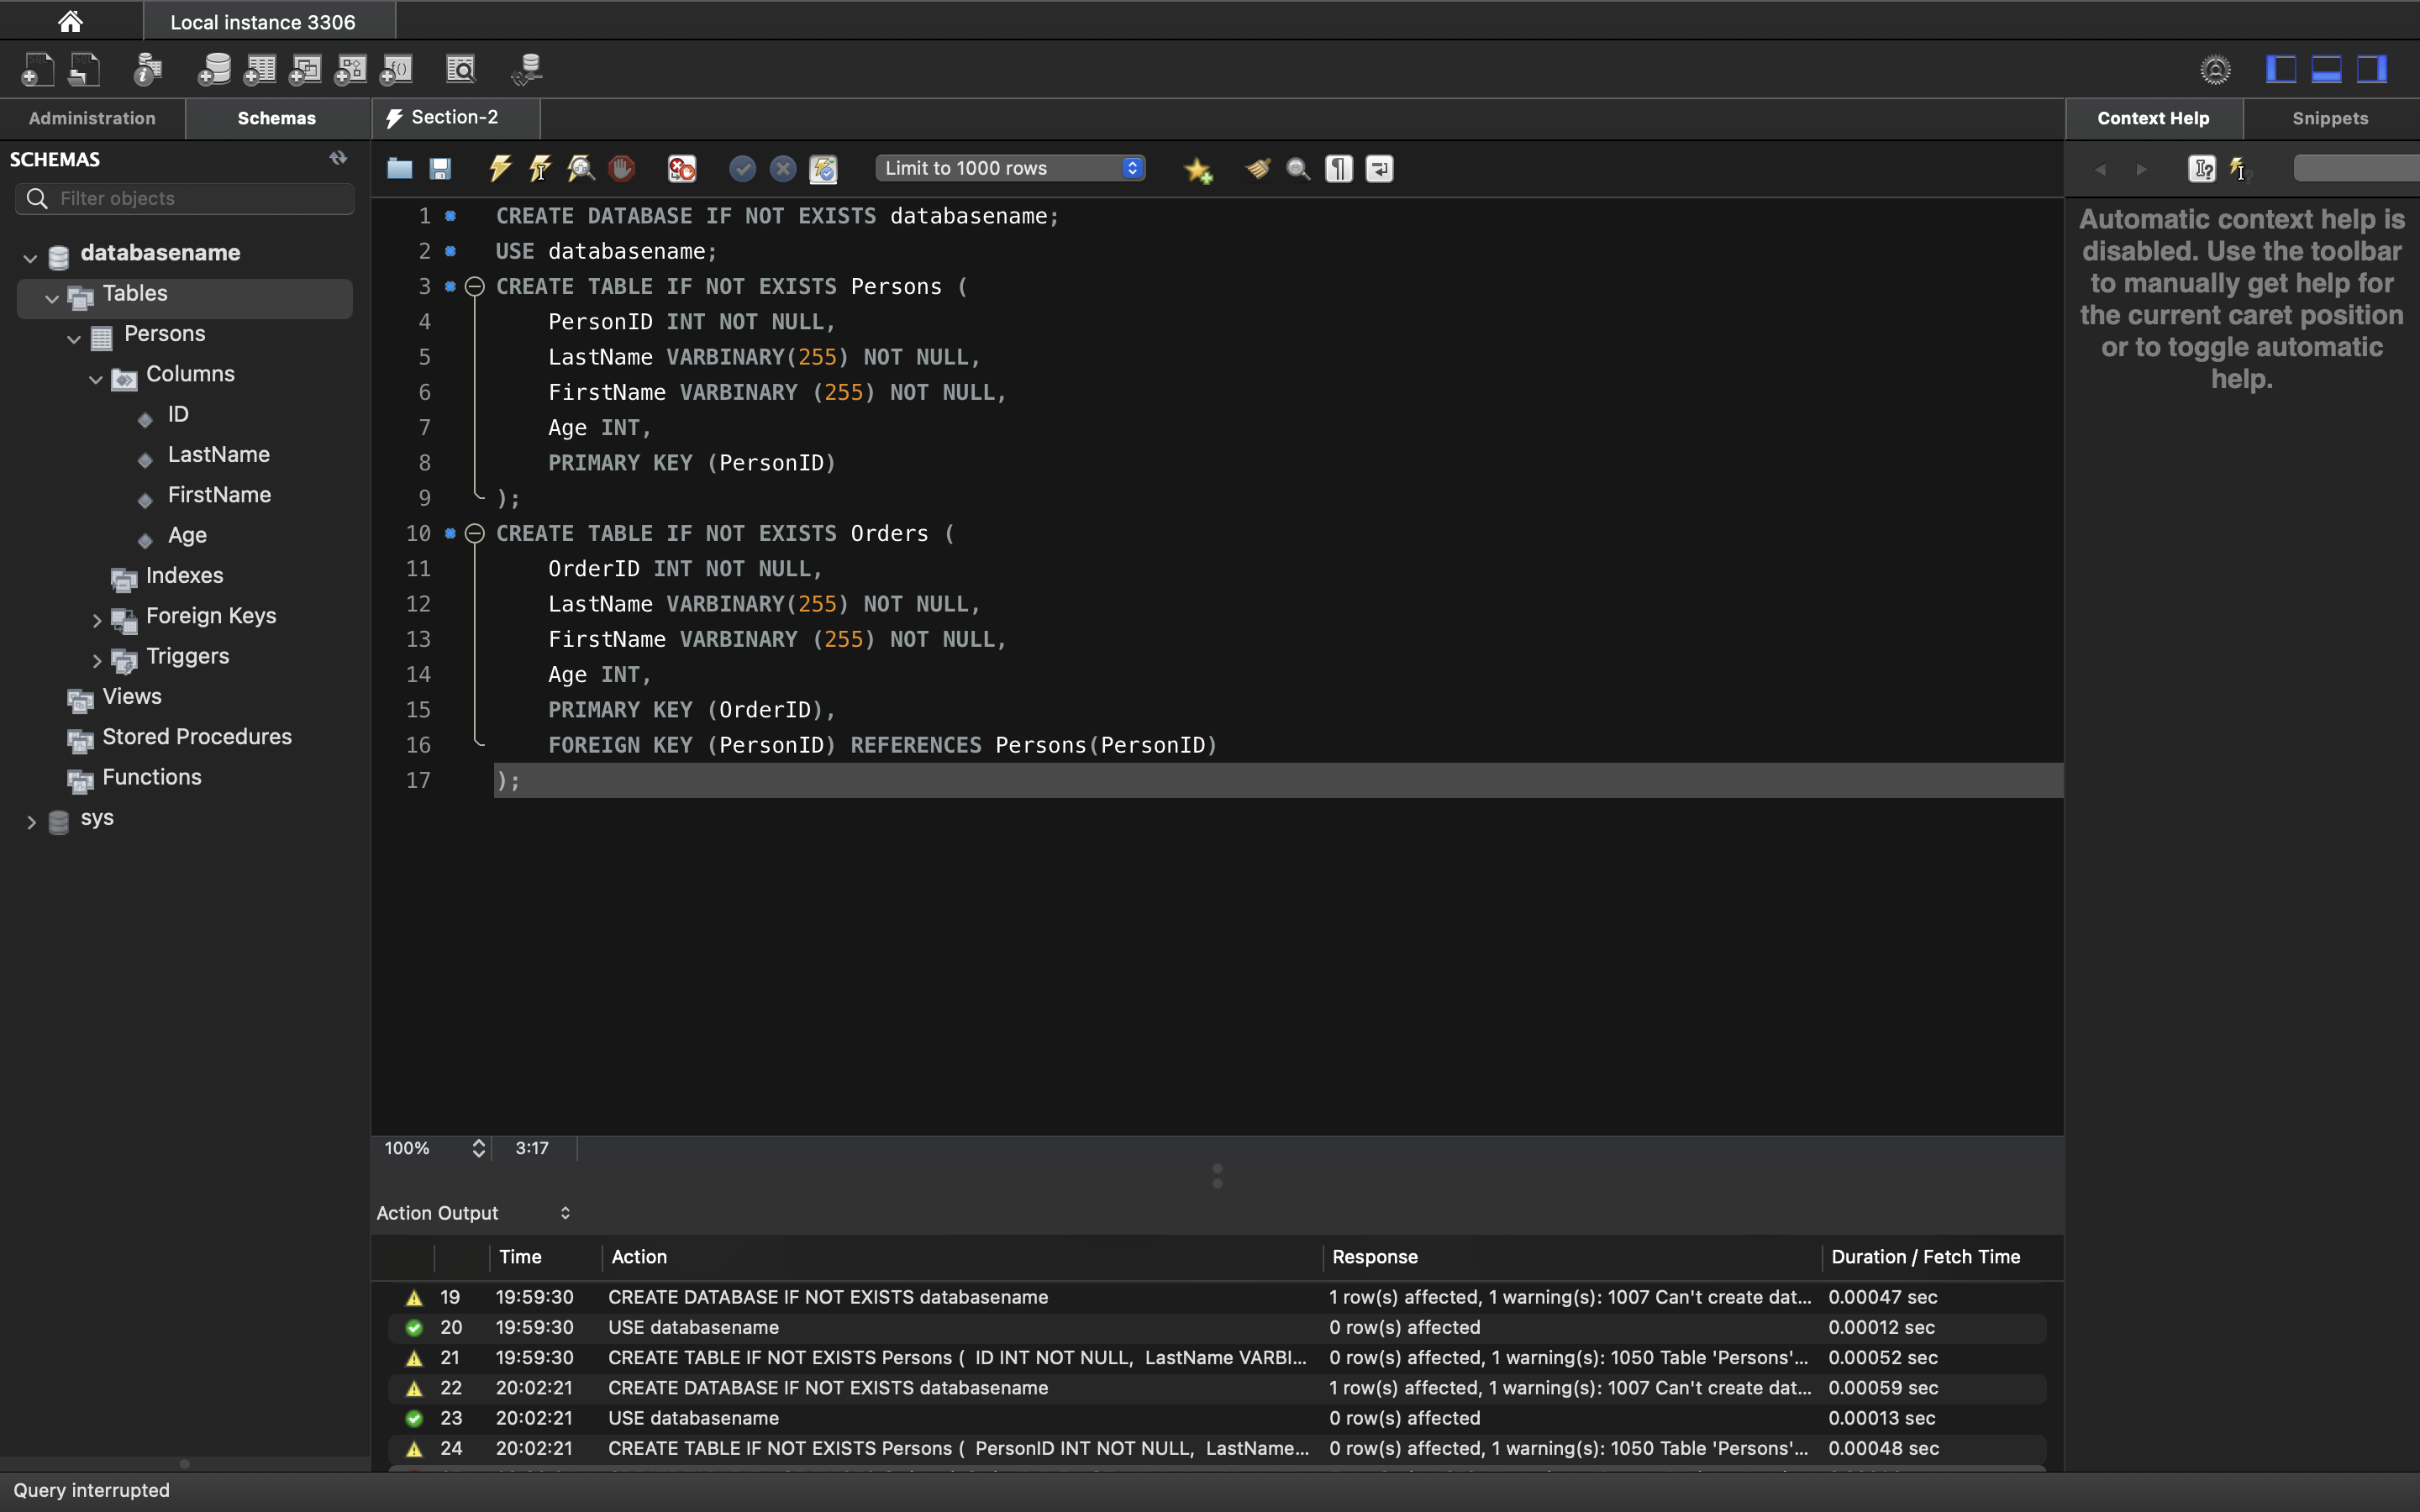 Local instance 3306
Administration
Schemas
Section-2
Context Help
Snippets
SCHEMAS
Filter objects
databasename
Tables
Persons
Columns
ID
LastName
FirstName
Age
Indexes
Foreign Keys
Triggers
Views
Stored Procedures
Functions
sys
Limit to 1000 rows
1 CREATE DATABASE IF NOT EXISTS databasename;
2 USE databasename;
3 CREATE TABLE IF NOT EXISTS Persons (
4 PersonID INT NOT NULL,
5 LastName VARBINARY(255) NOT NULL,
6 FirstName VARBINARY (255) NOT NULL,
7 Age INT,
8 PRIMARY KEY (PersonID)
9 );
10 CREATE TABLE IF NOT EXISTS Orders (
11 OrderID INT NOT NULL,
12 LastName VARBINARY(255) NOT NULL,
13 FirstName VARBINARY (255) NOT NULL,
14 Age INT,
15 PRIMARY KEY (OrderID),
16 FOREIGN KEY (PersonID) REFERENCES Persons(PersonID)
17 );
Automatic context help is
disabled. Use the toolbar
to manually get help for
the current caret position
or to toggle automatic
help.
100% 3:17
Action Output
Time Action Response Duration / Fetch Time
19 19:59:30 CREATE DATABASE IF NOT EXISTS databasename 1 row(s) affected, 1 warning(s): 1007 Can't create dat... 0.00047 sec
20 19:59:30 USE databasename 0 row(s) affected 0.00012 sec
21 19:59:30 CREATE TABLE IF NOT EXISTS Persons ( ID INT NOT NULL, LastName VARBI... 0 row(s) affected, 1 warning(s): 1050 Table 'Persons'... 0.00052 sec
22 20:02:21 CREATE DATABASE IF NOT EXISTS databasename 1 row(s) affected, 1 warning(s): 1007 Can't create dat... 0.00059 sec
23 20:02:21 USE databasename 0 row(s) affected 0.00013 sec
24 20:02:21 CREATE TABLE IF NOT EXISTS Persons ( PersonID INT NOT NULL, LastName... 0 row(s) affected, 1 warning(s): 1050 Table 'Persons'... 0.00048 sec
Query interrupted